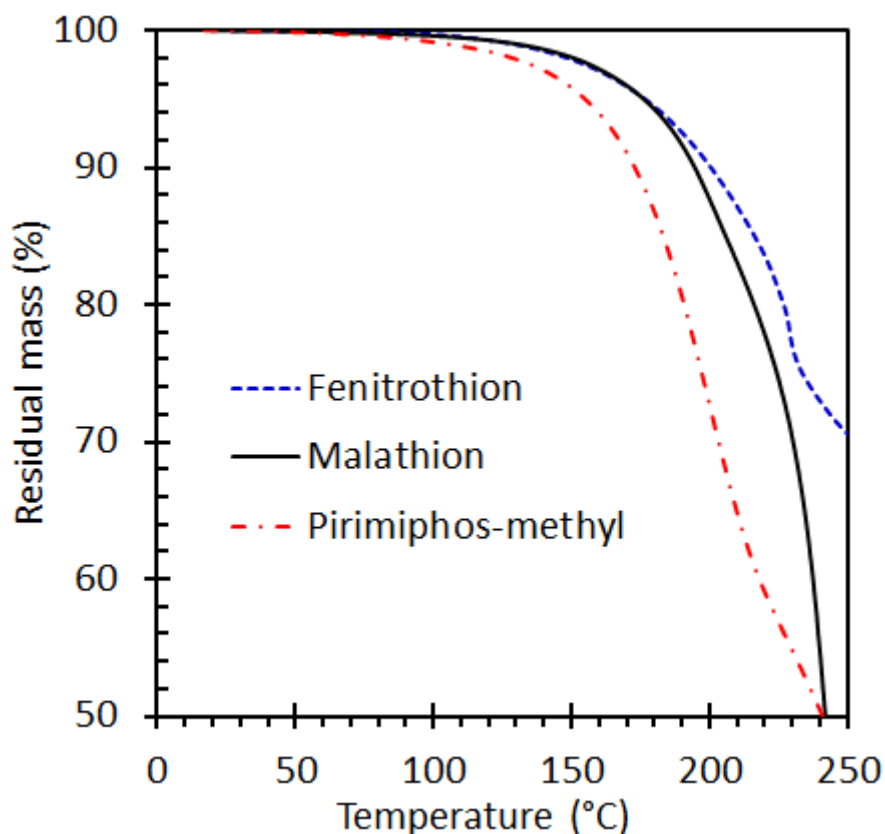 100
90
80
70
60
50
Residual mass (%)
Fenitrothion
Malathion
Pirimiphos-methyl
0 50 100 150 200 250
Temperature (°C)